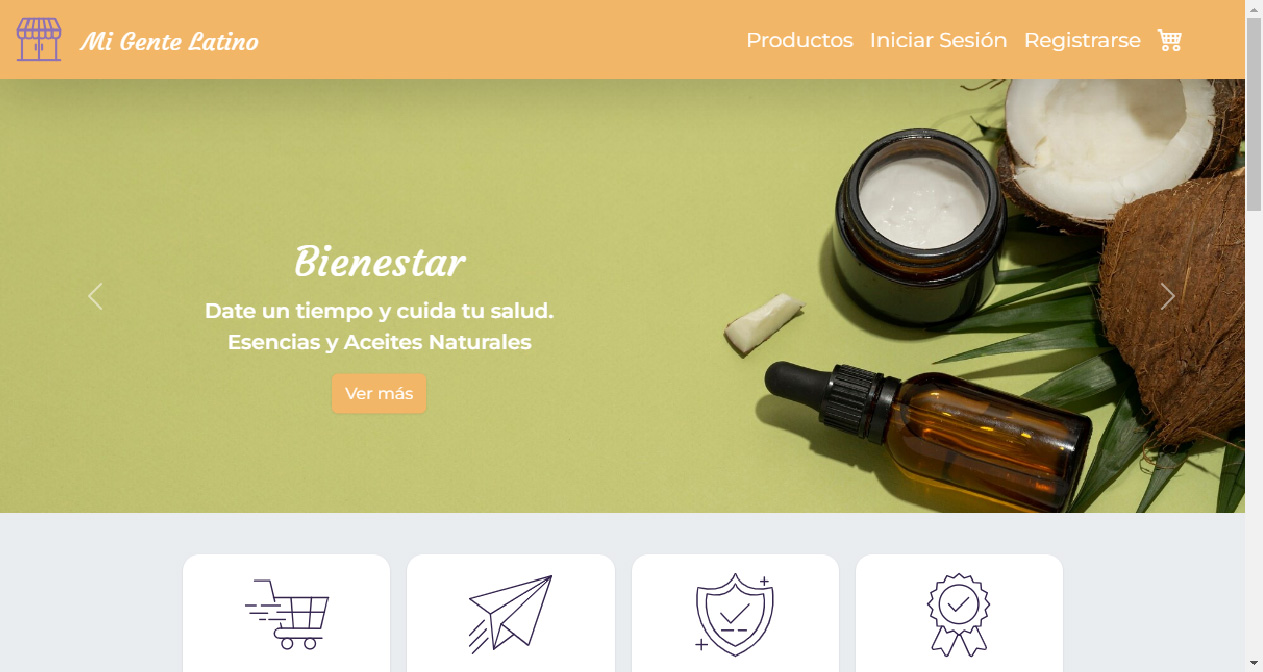 Mi Gente Latino
Productos Iniciar Sesión Registrarse
Bienestar
Date un tiempo y cuida tu salud.
Esencias y Aceites Naturales
Ver más